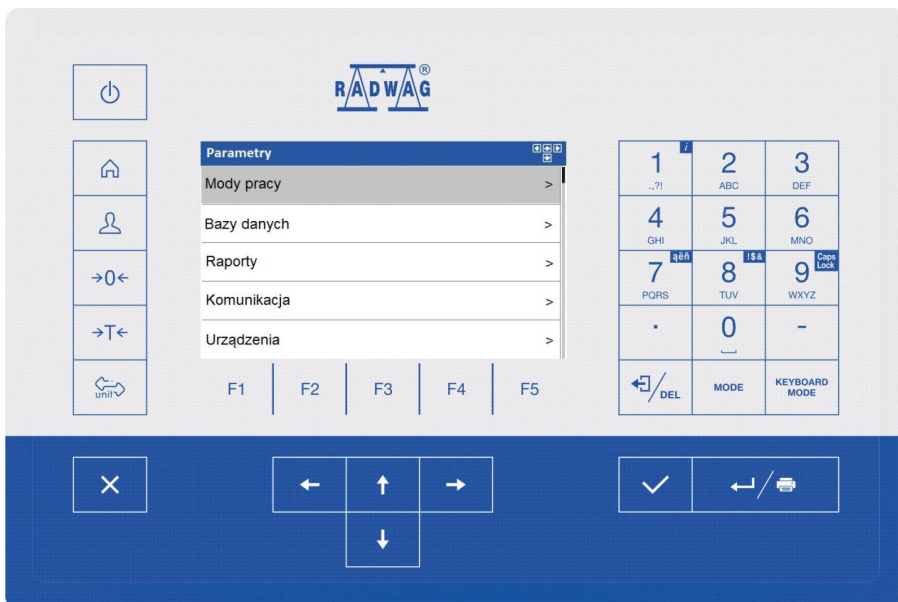 RADWAG®
Parametry
Mody pracy >
Bazy danych >
Raporty >
Komunikacja >
Urządzenia >
F1 F2 F3 F4 F5
→0←
→T←
unit
1 i
.,?!
2
ABC
3
DEF
4
GHI
5
JKL
6
MNO
7 ąëñ
PQRS
8 !$&
TUV
9 Caps Lock
WXYZ
. 0 -
/DEL
MODE
KEYBOARD
MODE